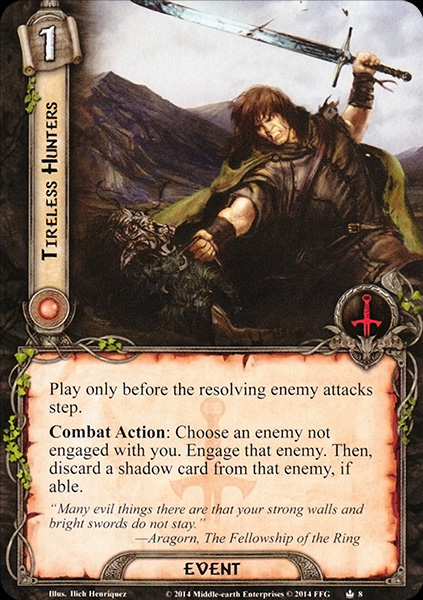 1
Tireless Hunters
Play only before the resolving enemy attacks
step.
Combat Action: Choose an enemy not
engaged with you. Engage that enemy. Then,
discard a shadow card from that enemy, if
able.
“Many evil things there are that your strong walls and
bright swords do not stay.”
—Aragorn, The Fellowship of the Ring
EVENT
Illus. Ilich Henriquez © 2014 Middle-earth Enterprises © 2014 FFG 8